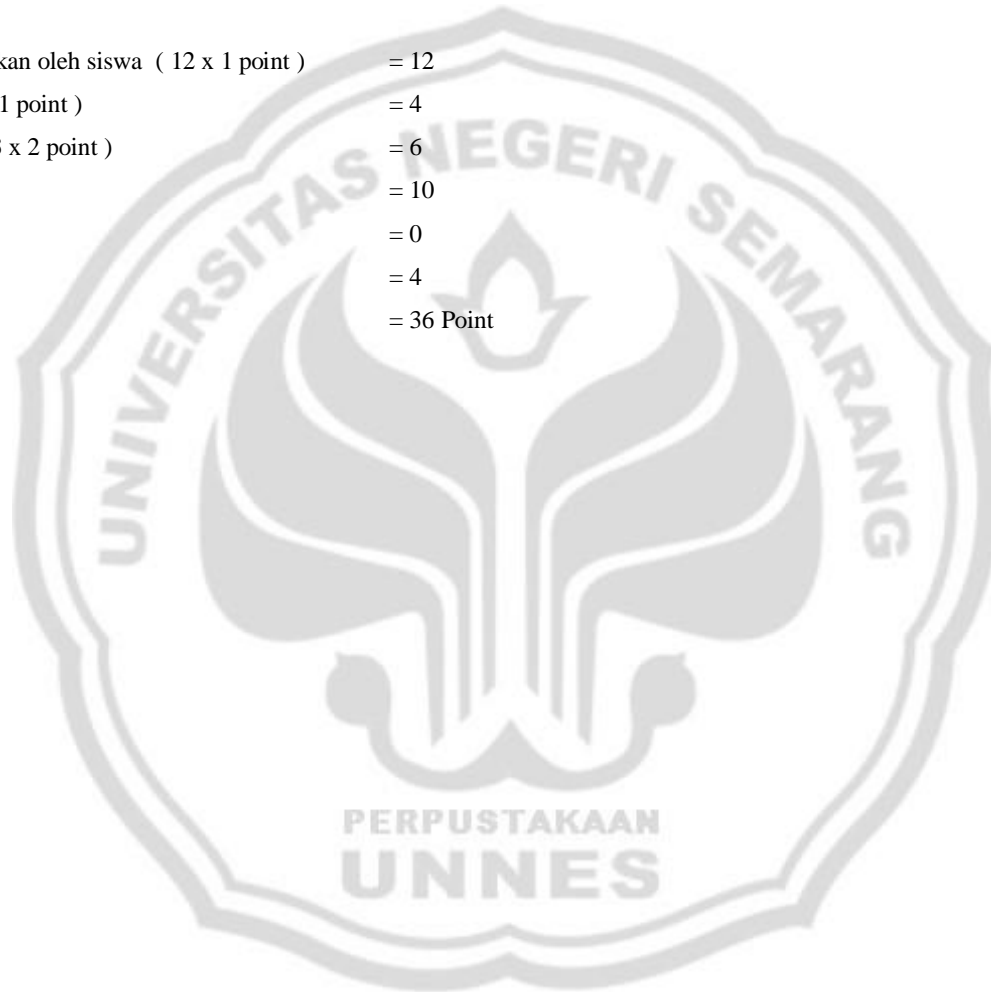 kan oleh siswa ( 12 x 1 point ) = 12
1 point ) = 4
x 2 point ) = 6
= 10
= 0
= 4
= 36 Point
UNIVERSITAS NEGERI SEMARANG
PERPUSTAKAAN
UNNES